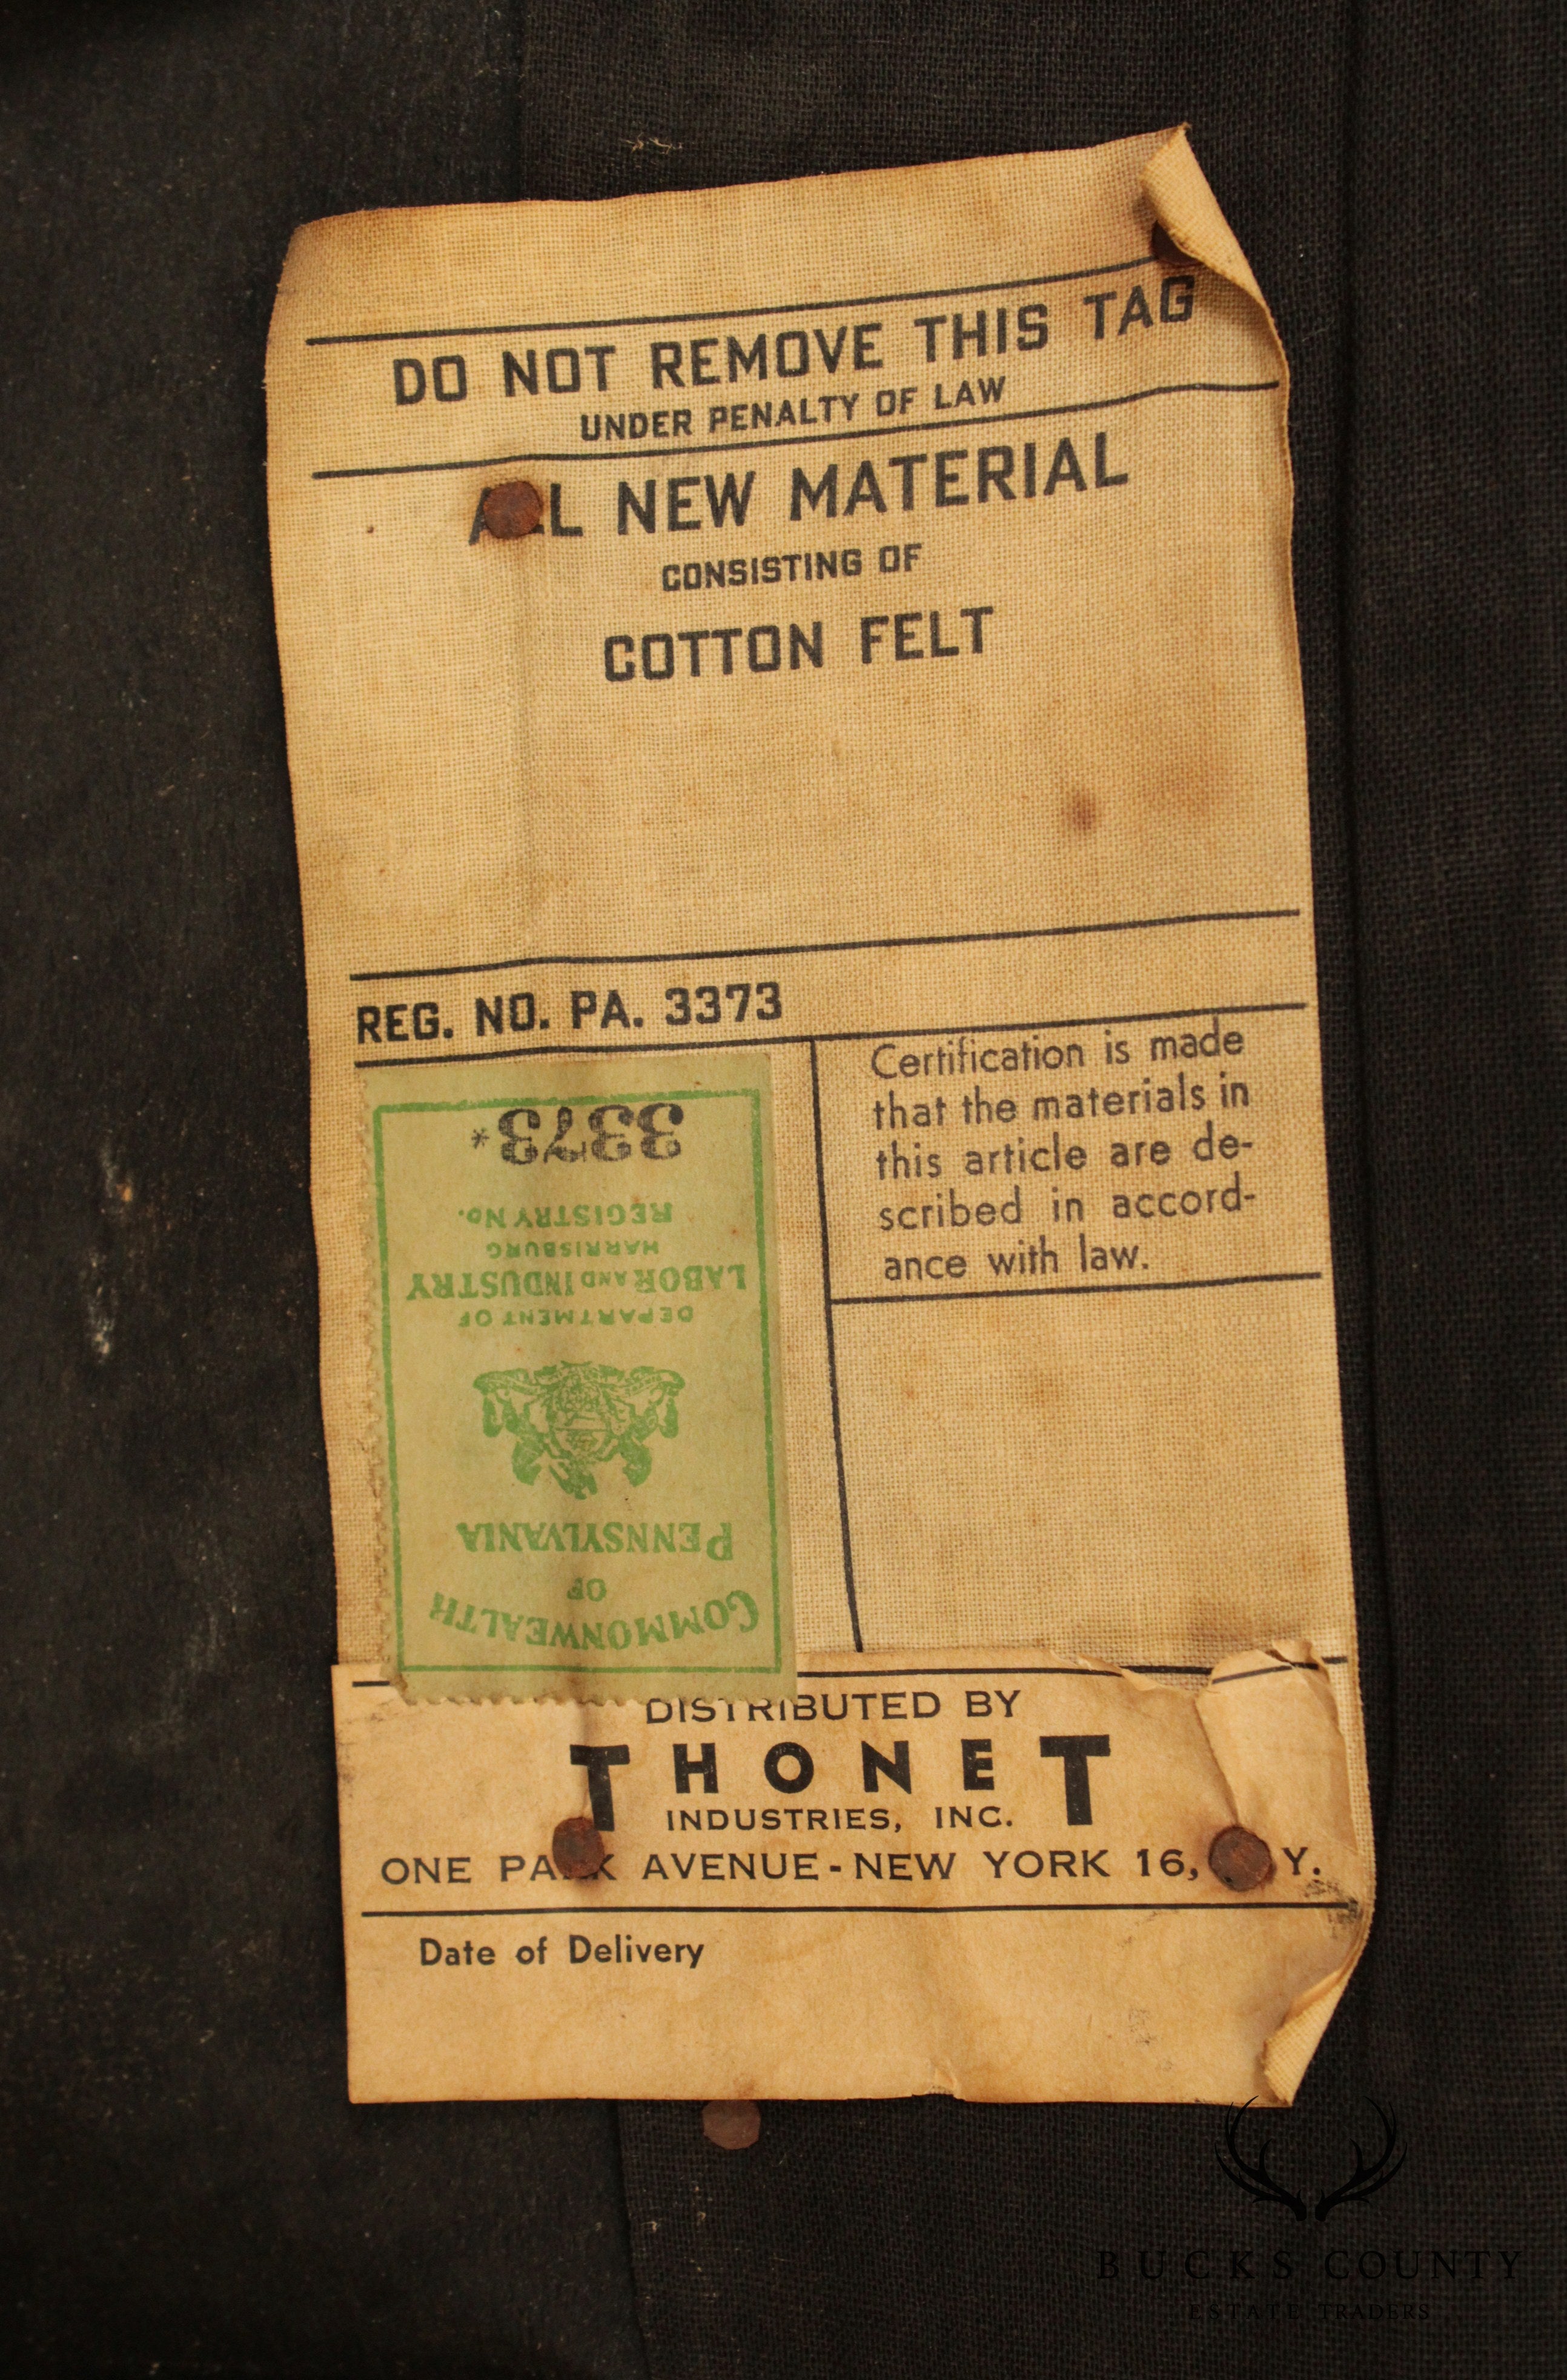 DO NOT REMOVE THIS TAG
UNDER PENALTY OF LAW
ALL NEW MATERIAL
CONSISTING OF
COTTON FELT
REG. NO. PA. 3373
Certification is made
that the materials in
this article are de-
scribed in accord-
ance with law.
COMMONWEALTH
OF
PENNSYLVANIA
DEPARTMENT OF
LABOR AND INDUSTRY
HARRISBURG
REGISTRY No.
3373*
DISTRIBUTED BY
THONET
INDUSTRIES, INC.
ONE PARK AVENUE - NEW YORK 16, Y.
Date of Delivery
BUCKS COUNTY
ESTATE TRADERS